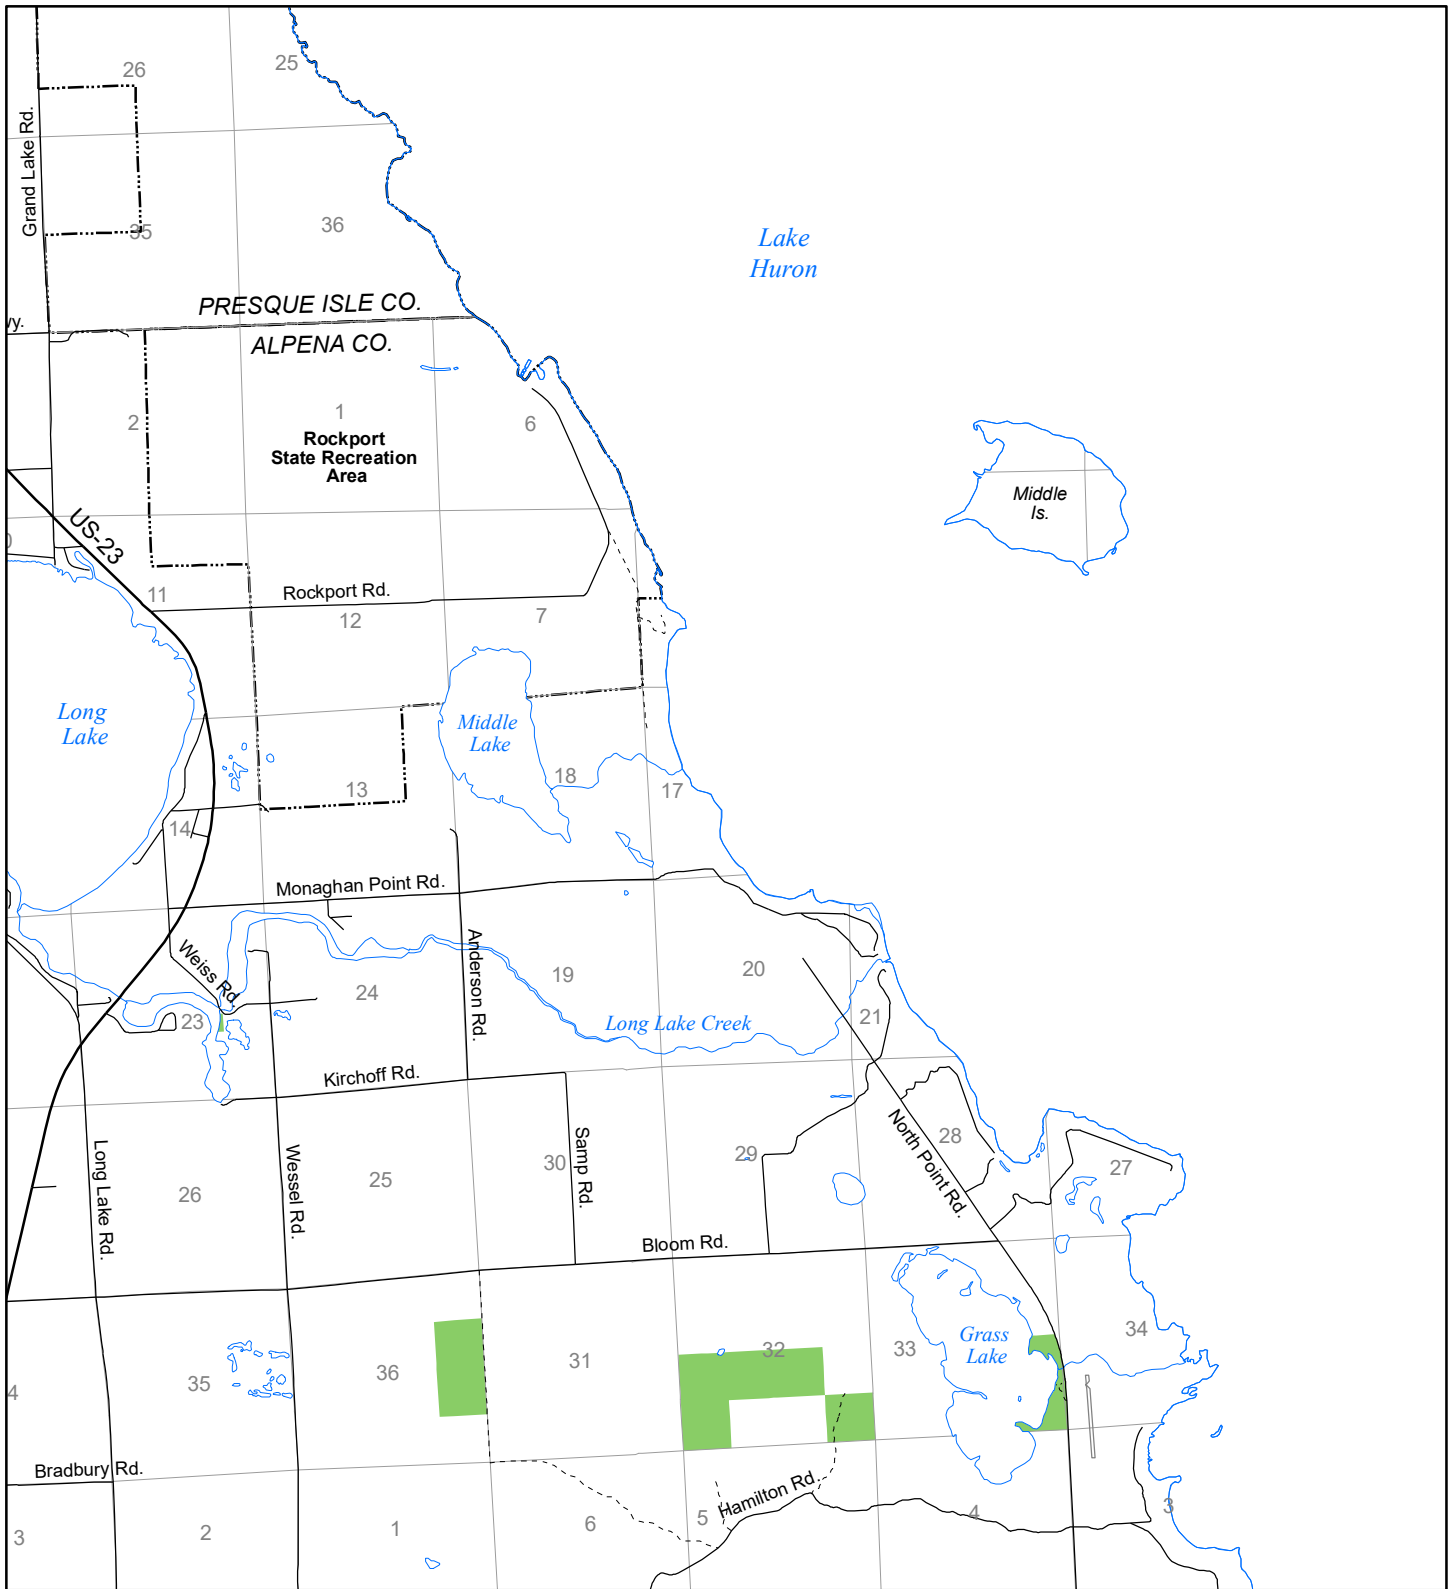 26
25
Grand Lake Rd.
35
36
Lake
Huron
PRESQUE ISLE CO.
ALPENA CO.
2
1
6
Rockport
State Recreation
Area
Middle
Is.
US-23
11
Rockport Rd.
12
7
Long
Lake
Middle
Lake
13
18
17
14
Monaghan Point Rd.
Weiss Rd.
Anderson Rd.
19
20
24
23
21
Long Lake Creek
Kirchoff Rd.
Long Lake Rd.
Wessel Rd.
Samp Rd.
North Point Rd.
26
25
30
29
28
27
Bloom Rd.
4
35
36
31
32
33
Grass
Lake
34
Bradbury Rd.
Hamilton Rd.
3
2
1
6
5
4
3